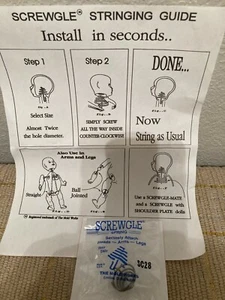 SCREWGLE® STRINGING GUIDE
Install in seconds..
Step 1
Select Size
Almost Twice
the hole diameter.
Step 2
SIMPLY SCREW
ALL THE WAY INSIDE
COUNTER-CLOCKWISE
DONE...
Now
String as Usual
Also Use in
Arms and Legs
Straight
Ball
Jointed
Use a SCREWGLE-MATE
and a SCREWGLE with
SHOULDER PLATE dolls
SCREWGLE
SC28